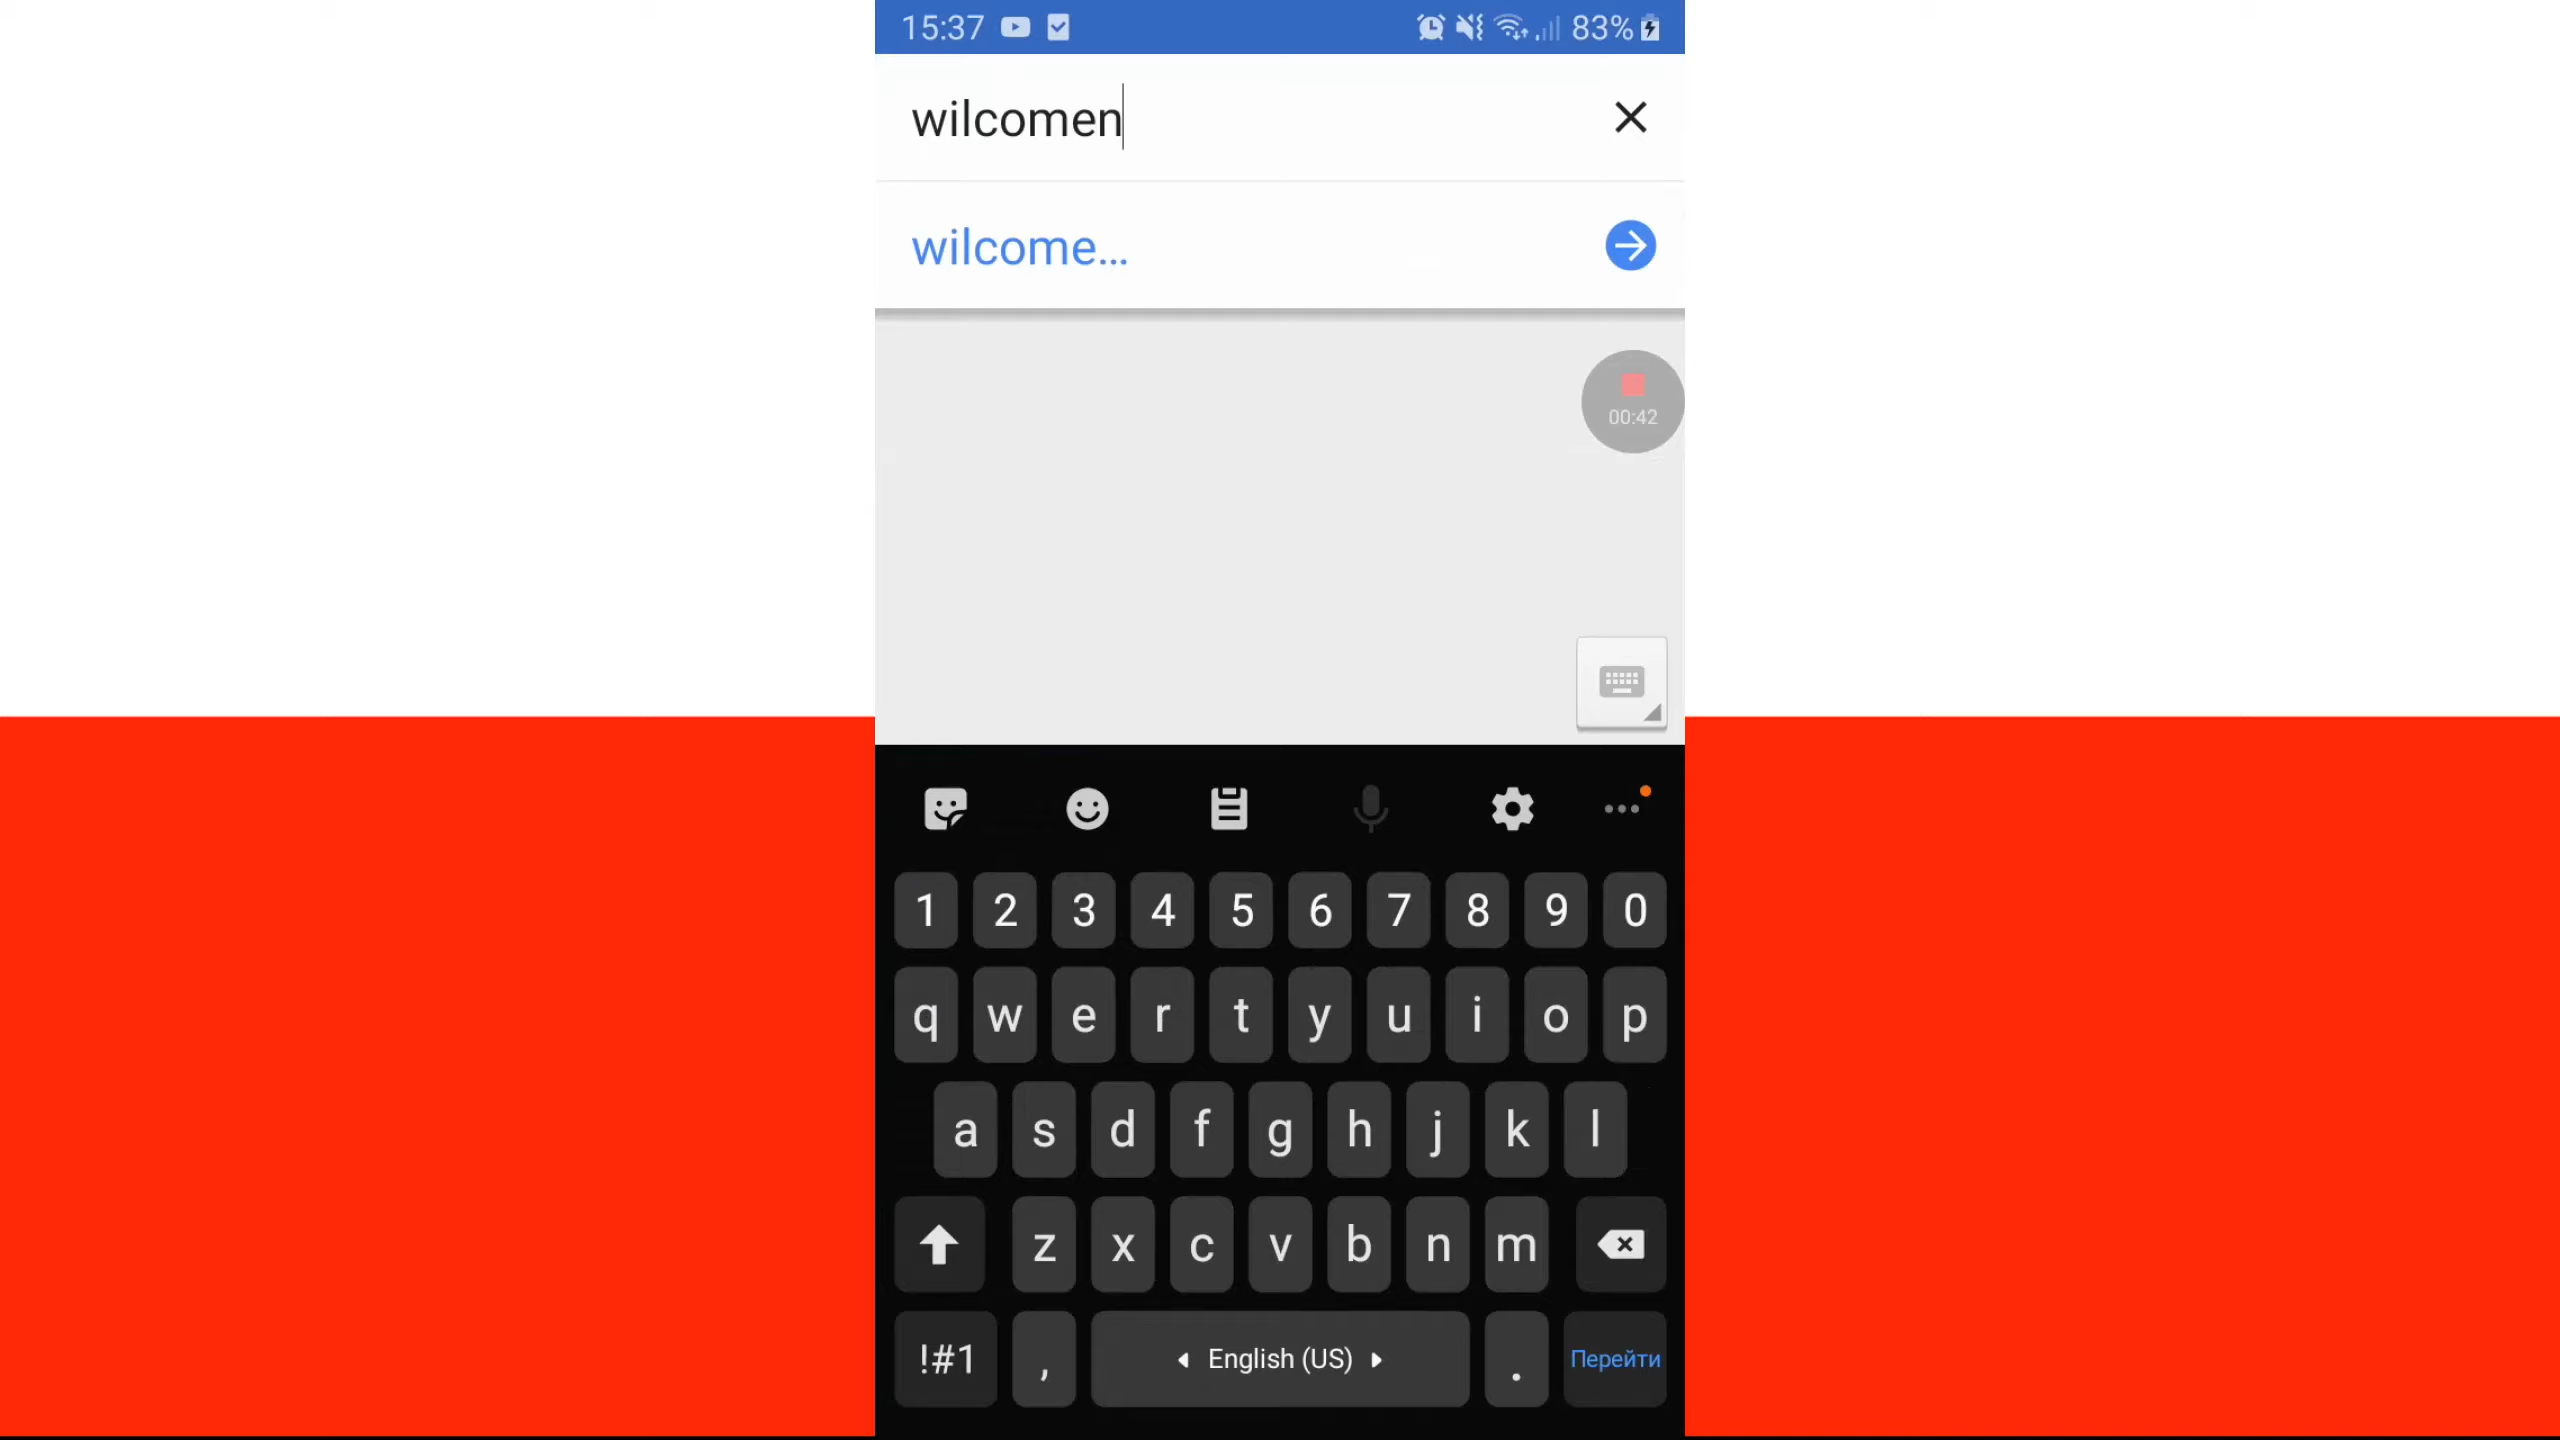 15:37 83%
wilcomen
wilcome...
00:42
1 2 3 4 5 6 7 8 9 0
q w e r t y u i o p
a s d f g h j k l
z x c v b n m
!#1 , English (US) . Перейти